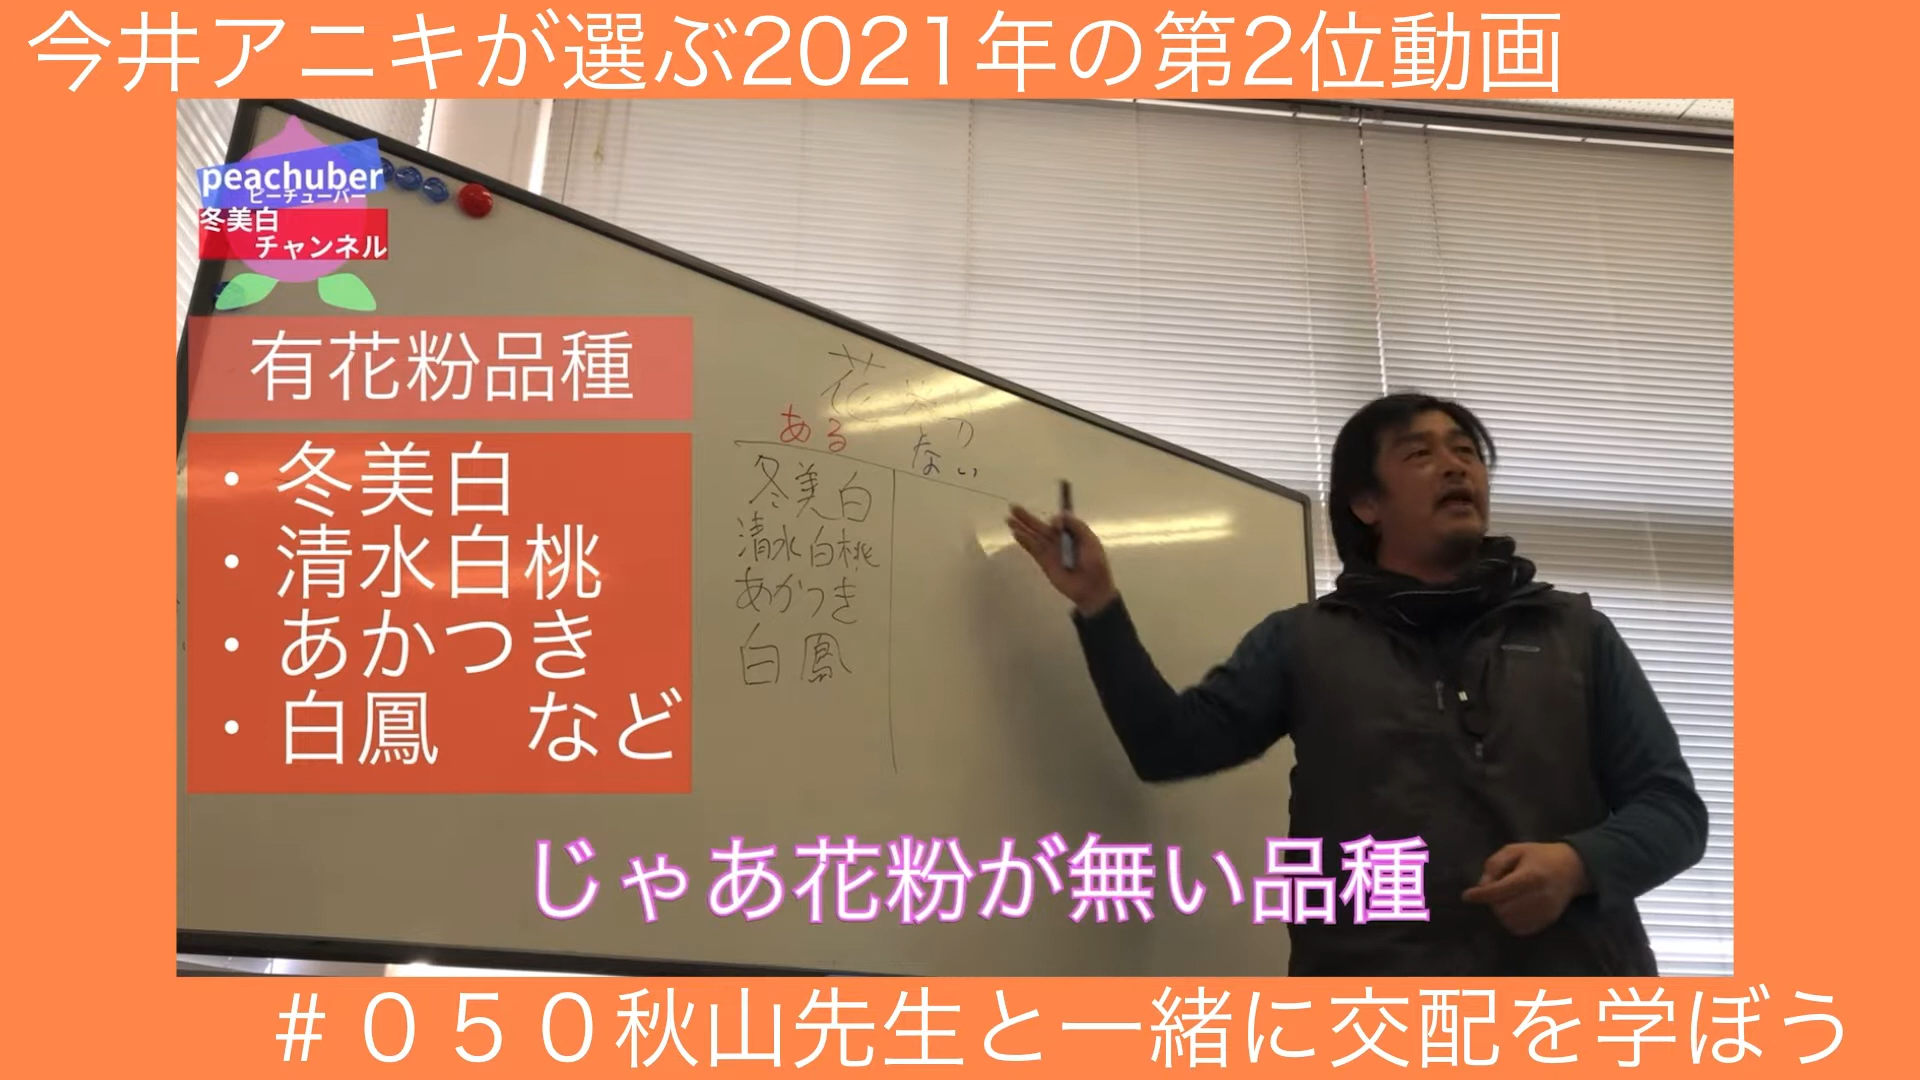 今井アニキが選ぶ2021年の第2位動画
peachuber
ピーチューバー
冬美白
チャンネル
有花粉品種
・冬美白
・清水白桃
・あかつき
・白鳳　など
花粉
ある
ない
冬美白
清水白桃
あかつき
白鳳
じゃあ花粉が無い品種
＃０５０秋山先生と一緒に交配を学ぼう